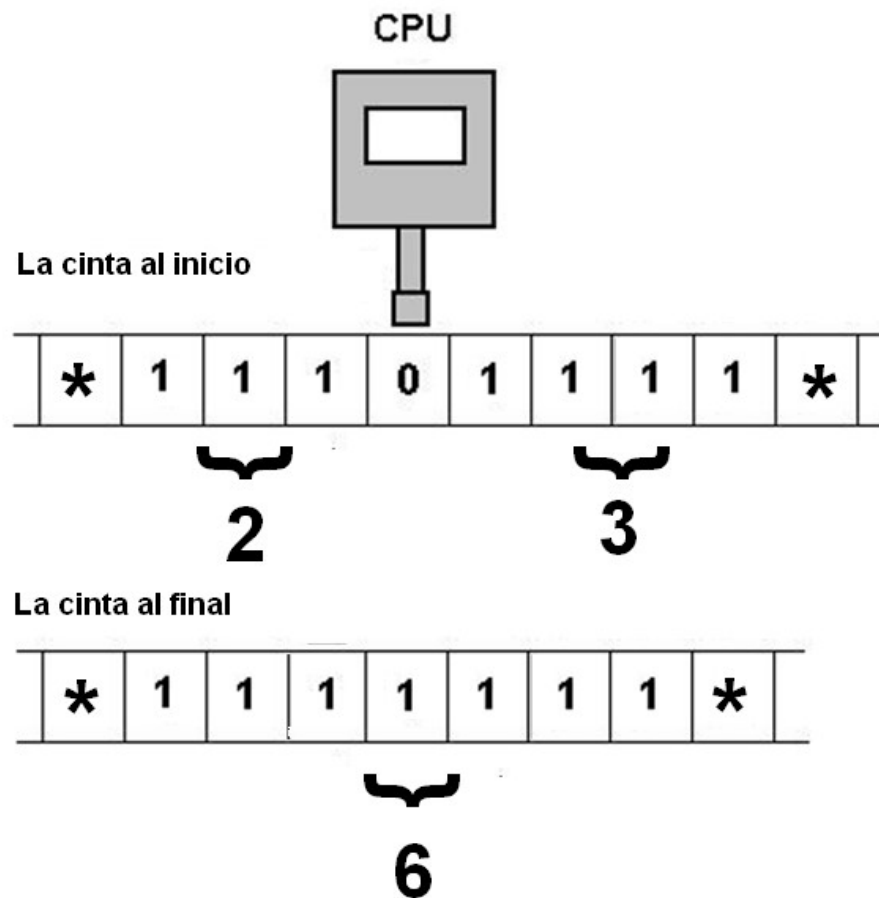 CPU
La cinta al inicio
* 1 1 1 0 1 1 1 1 *
2 3
La cinta al final
* 1 1 1 1 1 1 1 *
6